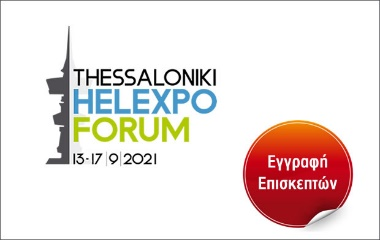 THESSALONIKI
HELEXPO
FORUM
13-17|9|2021
Εγγραφή
Επισκεπτών